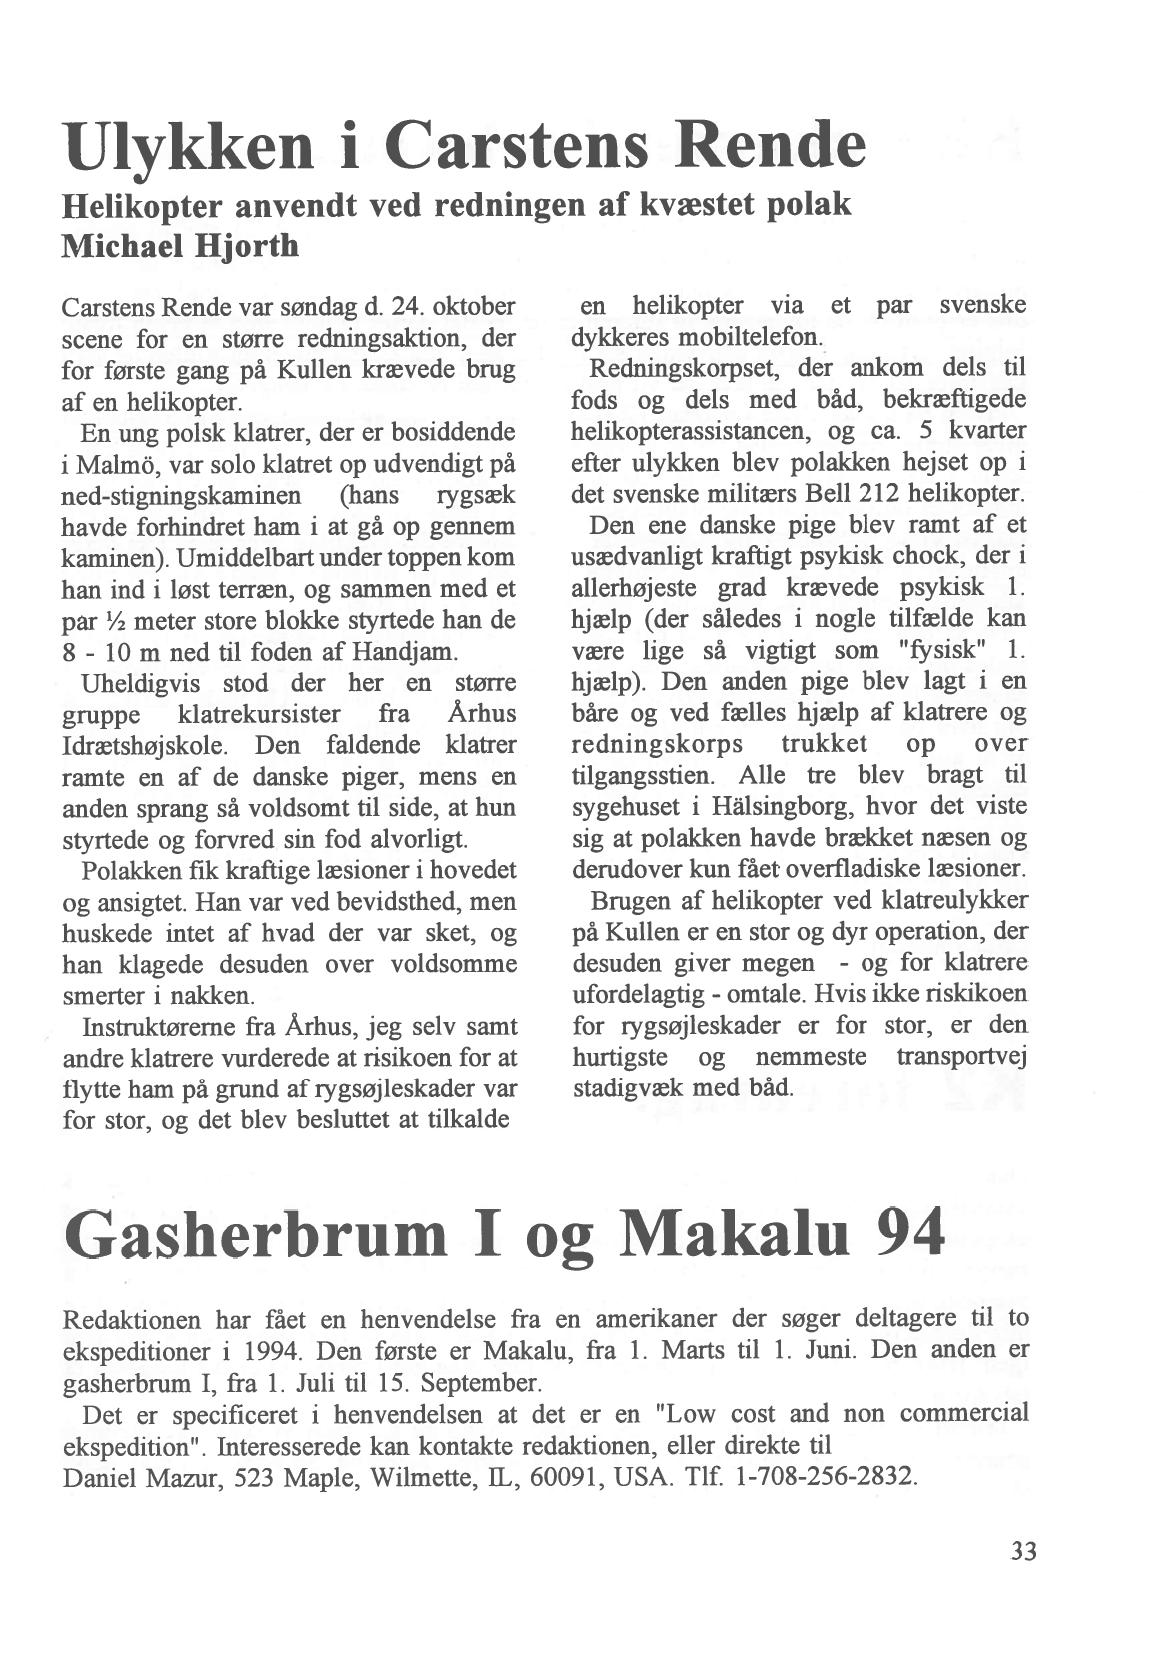 Ulykken i Carstens Rende
Helikopter anvendt ved redningen af kvæstet polak
Michael Hjorth
Carstens Rende var søndag d. 24. oktober
scene for en større redningsaktion, der
for første gang på Kullen krævede brug
af en helikopter.
En ung polsk klatrer, der er bosiddende
i Malmö, var solo klatret op udvendigt på
ned-stigningskaminen (hans rygsæk
havde forhindret ham i at gå op gennem
kaminen). Umiddelbart under toppen kom
han ind i løst terræn, og sammen med et
par ½ meter store blokke styrtede han de
8 - 10 m ned til foden af Handjam.
Uheldigvis stod der her en større
gruppe klatrekursister fra Århus
Idrætshøjskole. Den faldende klatrer
ramte en af de danske piger, mens en
anden sprang så voldsomt til side, at hun
styrtede og forvred sin fod alvorligt.
Polakken fik kraftige læsioner i hovedet
og ansigtet. Han var ved bevidsthed, men
huskede intet af hvad der var sket, og
han klagede desuden over voldsomme
smerter i nakken.
Instruktørerne fra Århus, jeg selv samt
andre klatrere vurderede at risikoen for at
flytte ham på grund af rygsøjleskader var
for stor, og det blev besluttet at tilkalde
en helikopter via et par svenske
dykkeres mobiltelefon.
Redningskorpset, der ankom dels til
fods og dels med båd, bekræftigede
helikopterassistancen, og ca. 5 kvarter
efter ulykken blev polakken hejset op i
det svenske militærs Bell 212 helikopter.
Den ene danske pige blev ramt af et
usædvanligt kraftigt psykisk chock, der i
allerhøjeste grad krævede psykisk 1.
hjælp (der således i nogle tilfælde kan
være lige så vigtigt som "fysisk" 1.
hjælp). Den anden pige blev lagt i en
båre og ved fælles hjælp af klatrere og
redningskorps trukket op over
tilgangsstien. Alle tre blev bragt til
sygehuset i Hälsingborg, hvor det viste
sig at polakken havde brækket næsen og
derudover kun fået overfladiske læsioner.
Brugen af helikopter ved klatreulykker
på Kullen er en stor og dyr operation, der
desuden giver megen - og for klatrere
ufordelagtig - omtale. Hvis ikke riskikoen
for rygsøjleskader er for stor, er den
hurtigste og nemmeste transportvej
stadigvæk med båd.
Gasherbrum I og Makalu 94
Redaktionen har fået en henvendelse fra en amerikaner der søger deltagere til to
ekspeditioner i 1994. Den første er Makalu, fra 1. Marts til 1. Juni. Den anden er
gasherbrum I, fra 1. Juli til 15. September.
Det er specificeret i henvendelsen at det er en "Low cost and non commercial
ekspedition". Interesserede kan kontakte redaktionen, eller direkte til
Daniel Mazur, 523 Maple, Wilmette, IL, 60091, USA. Tlf. 1-708-256-2832.
33